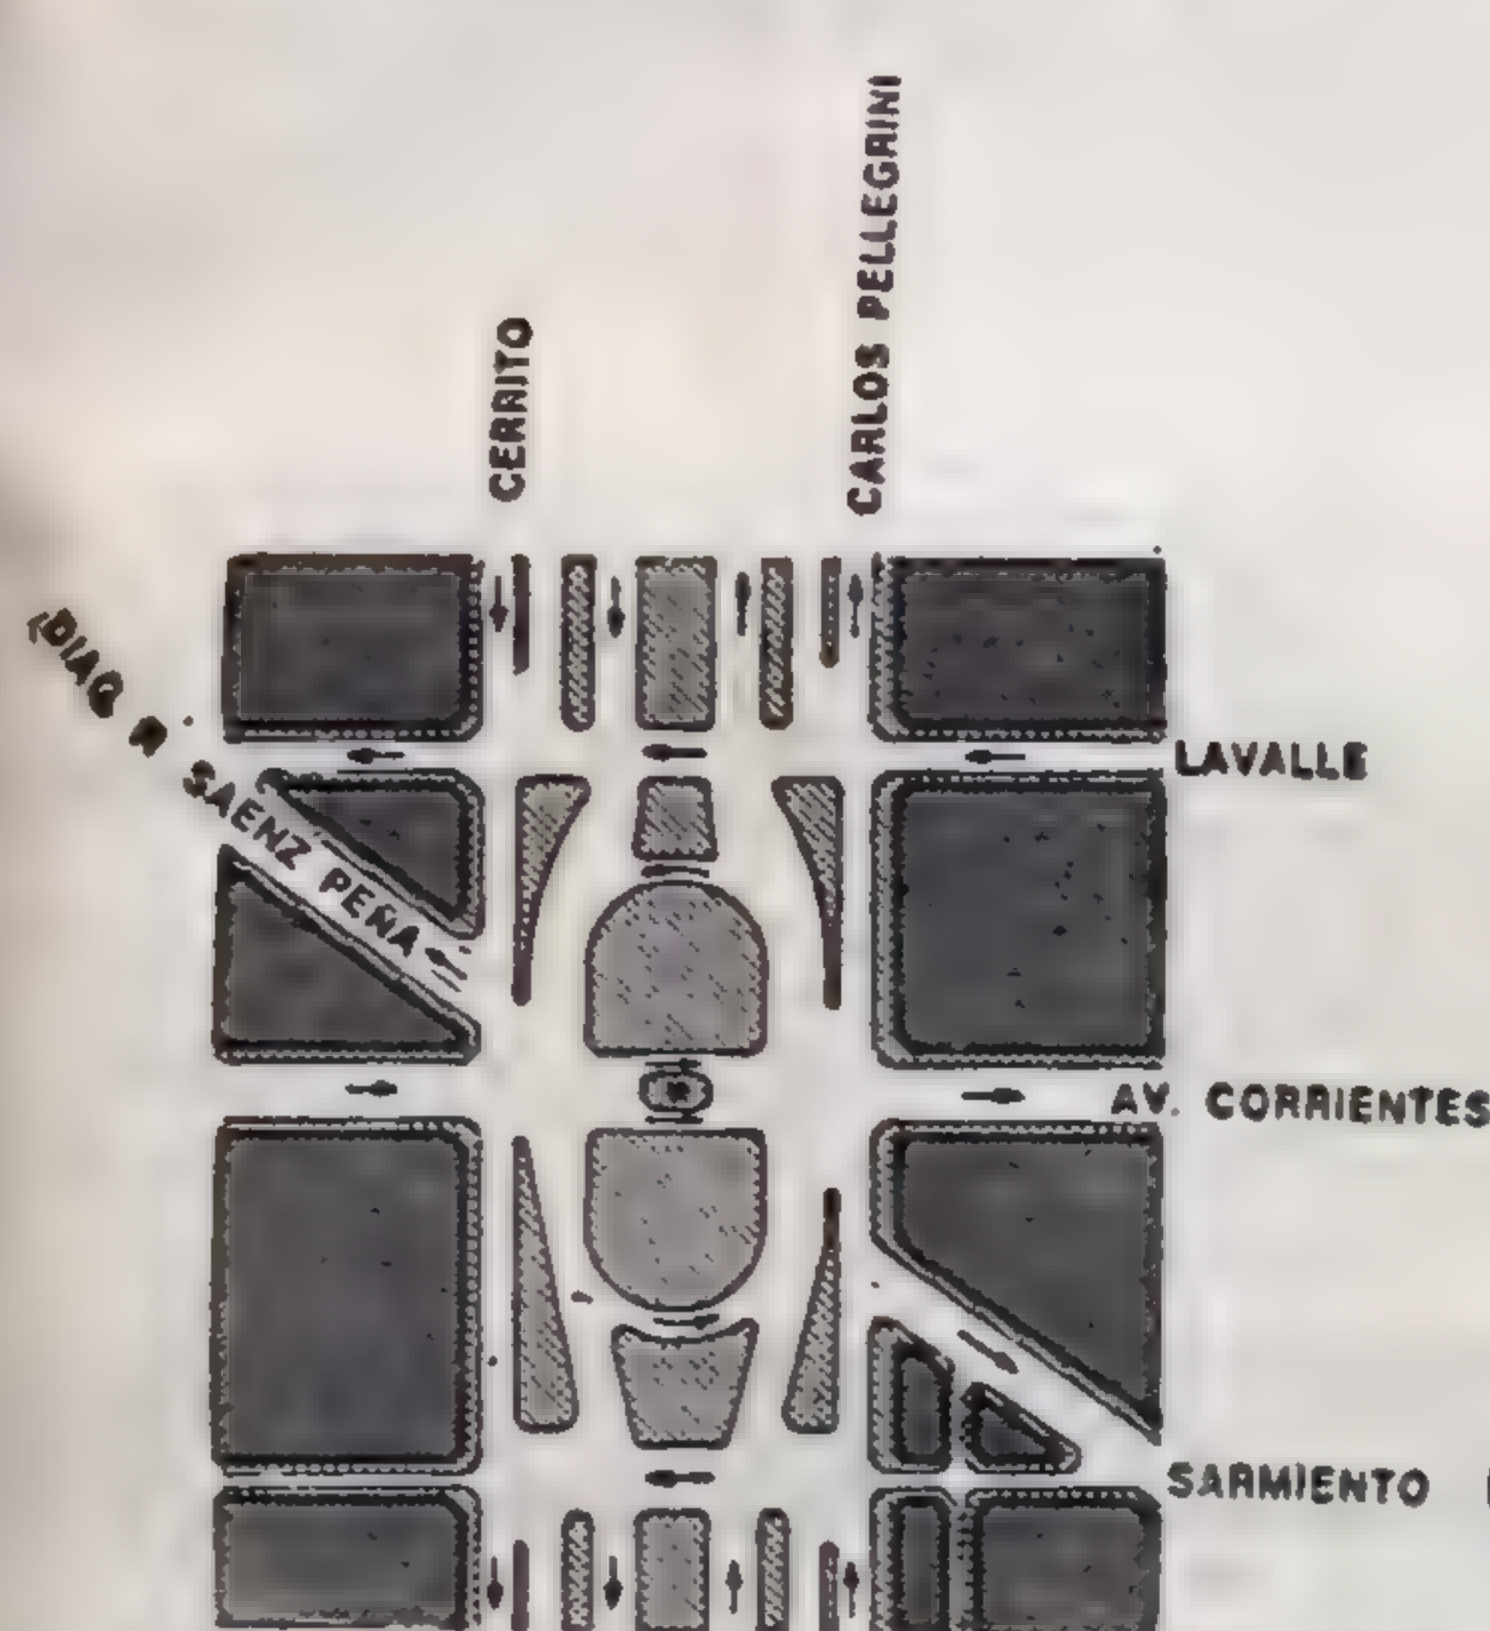 CARLOS PELLEGRINI
CERRITO
DIAG R. SAENZ PEÑA
LAVALLE
AV. CORRIENTES
SARMIENTO